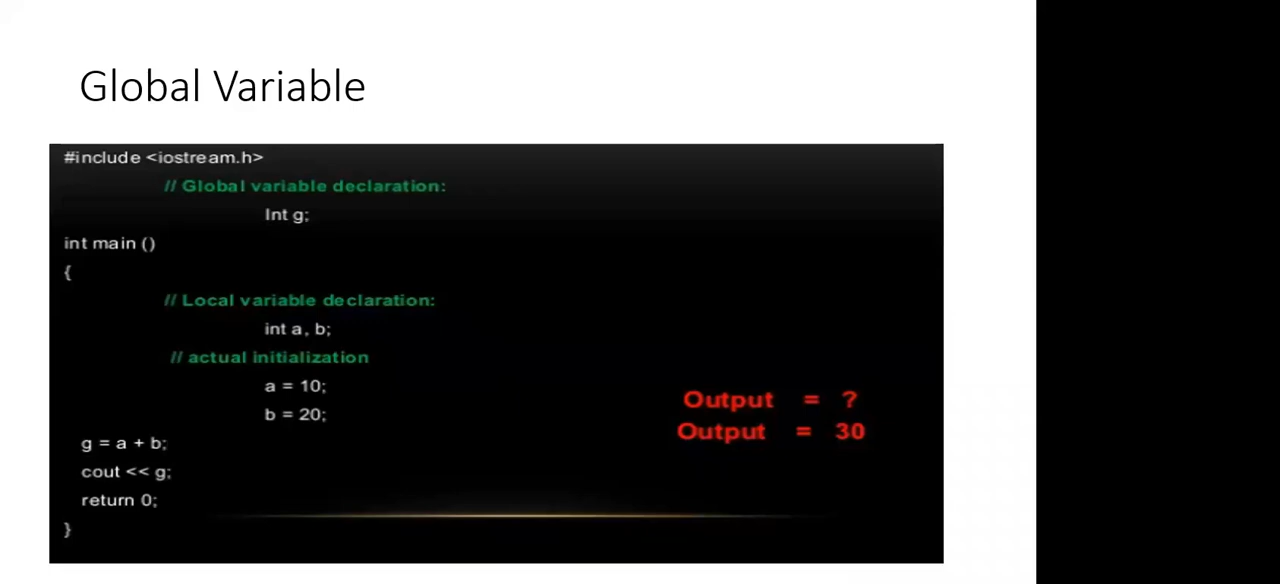 Global Variable
#include <iostream.h>
// Global variable declaration:
Int g;
int main ()
{
// Local variable declaration:
int a, b;
// actual initialization
a = 10;
b = 20;
g = a + b;
cout << g;
return 0;
}
Output = ?
Output = 30